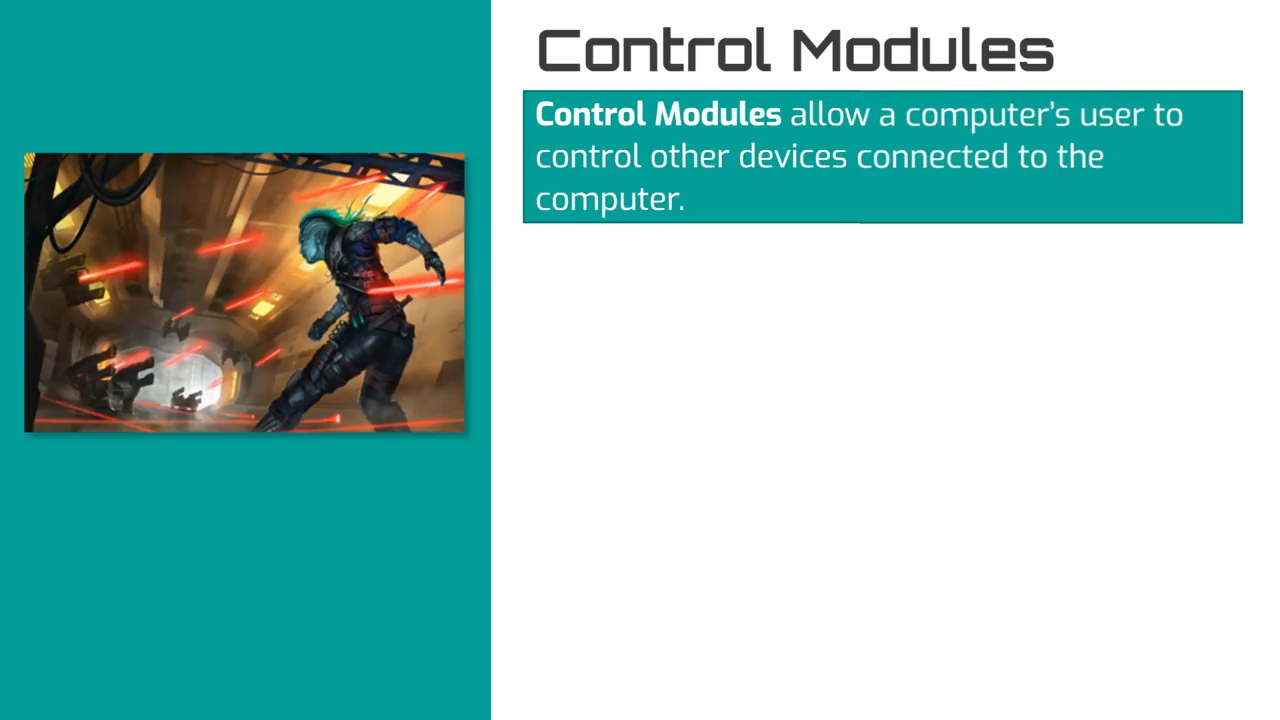 Control Modules
Control Modules allow a computer's user to
control other devices connected to the
computer.